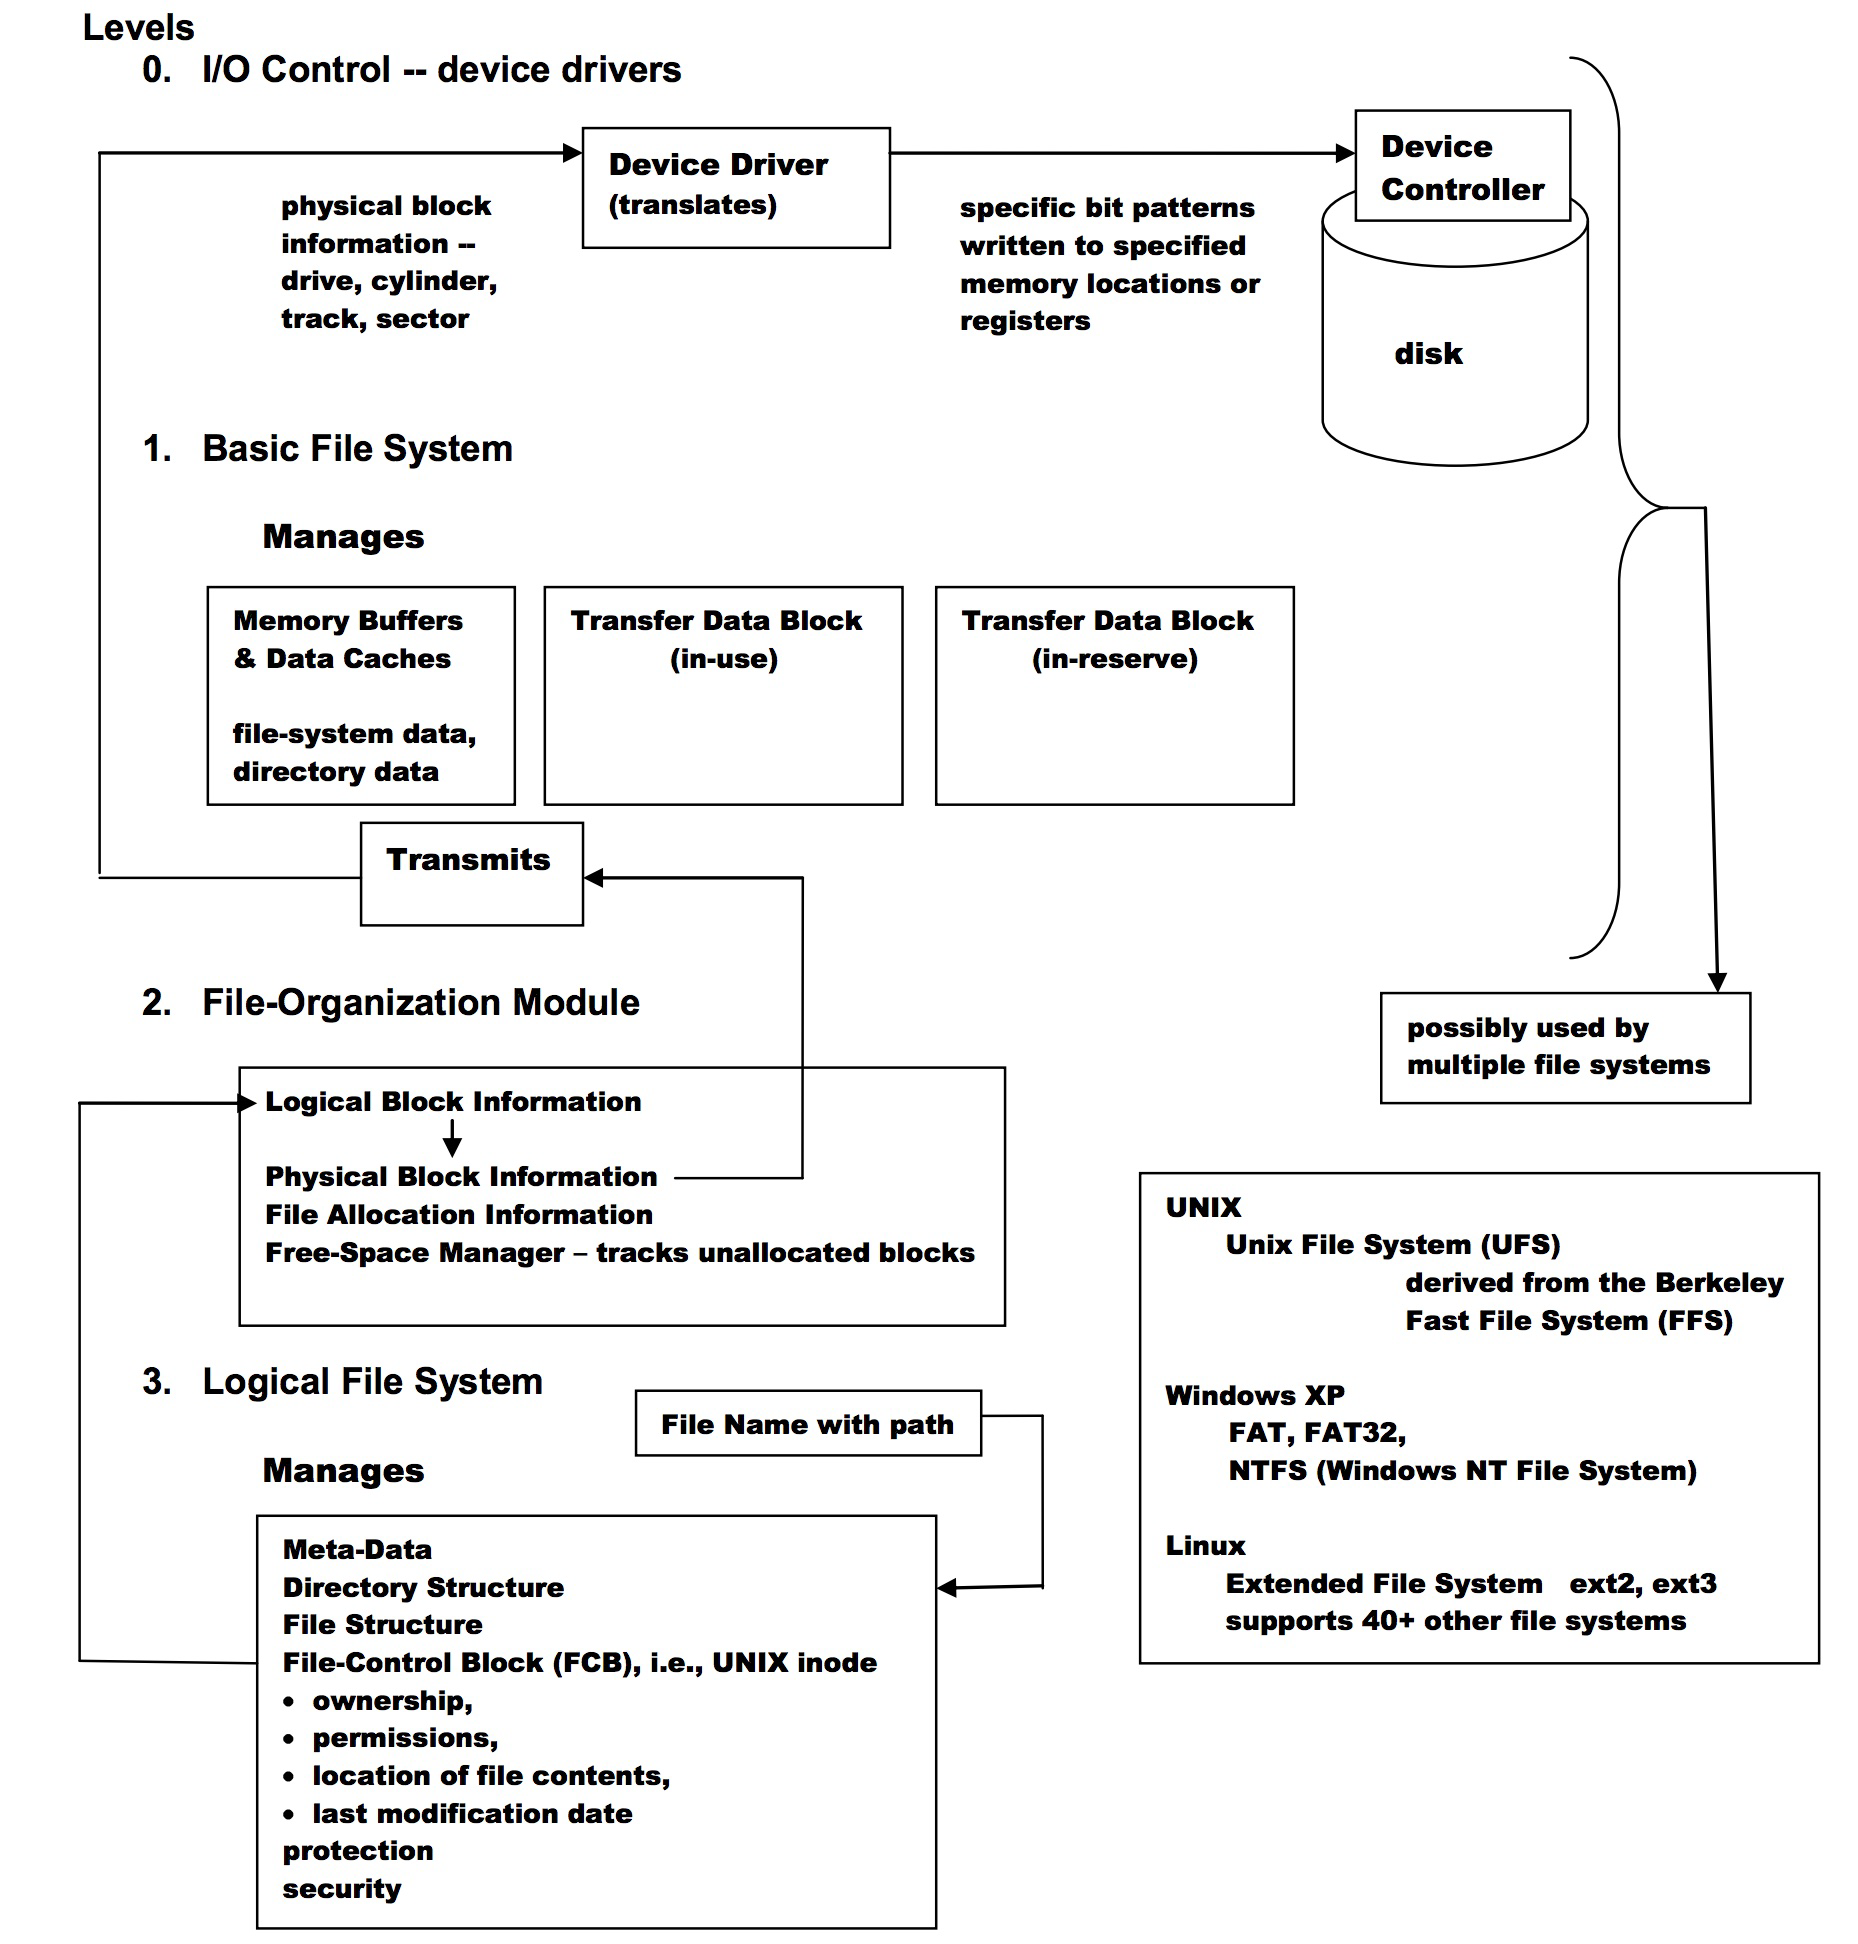 Levels
0. I/O Control -- device drivers
Device Driver
(translates)
Device
Controller
physical block
information --
drive, cylinder,
track, sector
specific bit patterns
written to specified
memory locations or
registers
disk
1. Basic File System
Manages
Memory Buffers
& Data Caches
file-system data,
directory data
Transfer Data Block
(in-use)
Transfer Data Block
(in-reserve)
Transmits
2. File-Organization Module
possibly used by
multiple file systems
Logical Block Information
Physical Block Information
File Allocation Information
Free-Space Manager – tracks unallocated blocks
UNIX
Unix File System (UFS)
derived from the Berkeley
Fast File System (FFS)
Windows XP
FAT, FAT32,
NTFS (Windows NT File System)
Linux
Extended File System ext2, ext3
supports 40+ other file systems
3. Logical File System
File Name with path
Manages
Meta-Data
Directory Structure
File Structure
File-Control Block (FCB), i.e., UNIX inode
• ownership,
• permissions,
• location of file contents,
• last modification date
protection
security